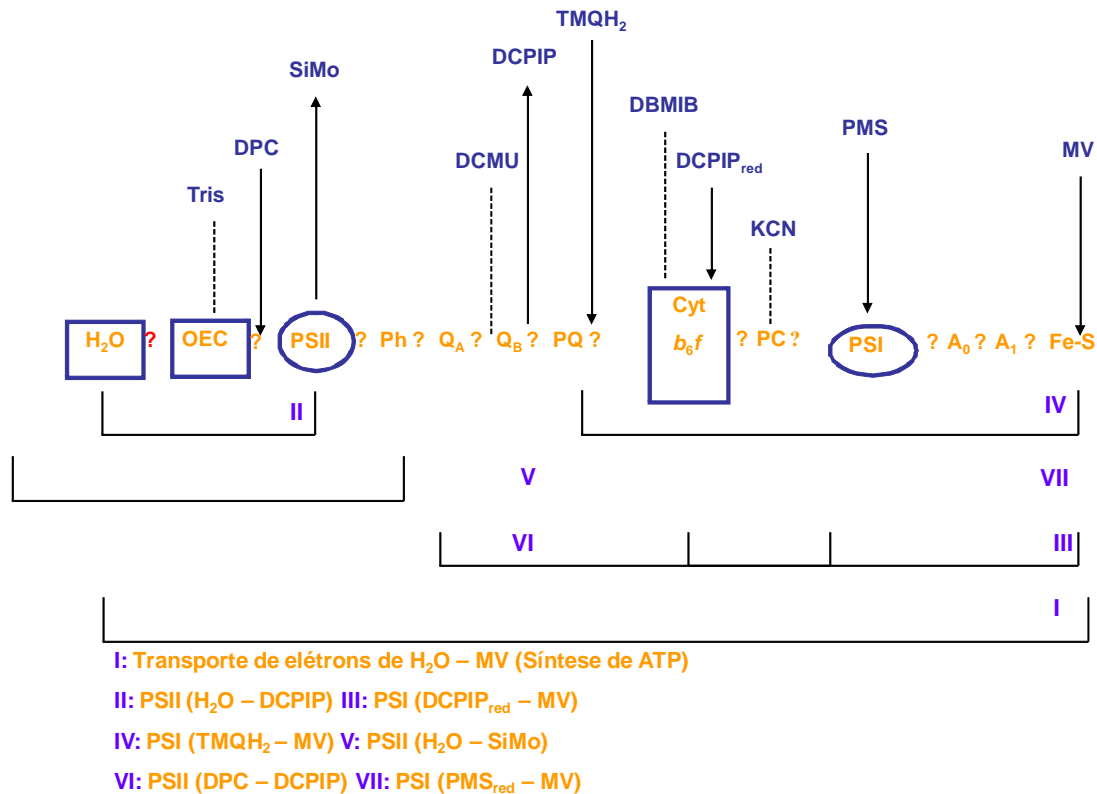 TMQH₂
DCPIP
SiMo
DBMIB
PMS
DPC
DCMU
DCPIPred
MV
Tris
KCN
H₂O ? OEC ? PSII ? Ph ? QA ? QB ? PQ ? Cyt b₆f ? PC ? PSI ? A₀ ? A₁ ? Fe-S
II IV
V VII
VI III
I
I: Transporte de elétrons de H₂O – MV (Síntese de ATP)
II: PSII (H₂O – DCPIP) III: PSI (DCPIPred – MV)
IV: PSI (TMQH₂ – MV) V: PSII (H₂O – SiMo)
VI: PSII (DPC – DCPIP) VII: PSI (PMSred – MV)